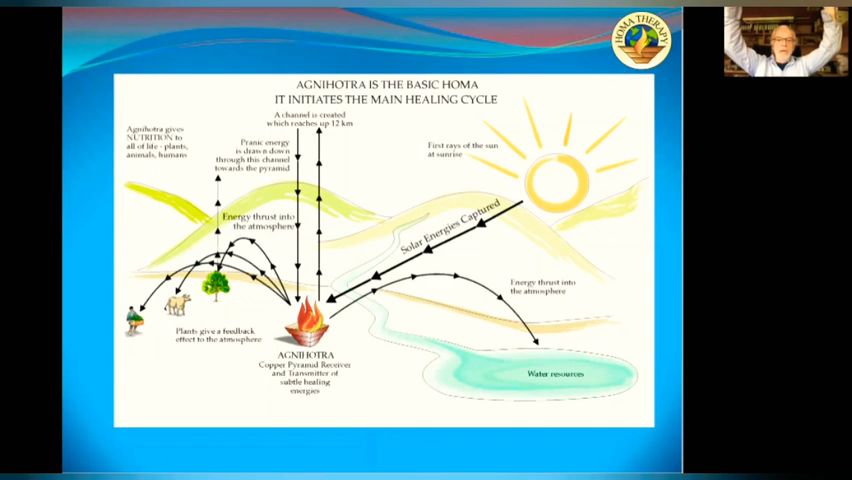 HOMA THERAPY
AGNIHOTRA IS THE BASIC HOMA
IT INITIATES THE MAIN HEALING CYCLE
A channel is created
which reaches up 12 km
Agnihotra gives
NUTRITION to
all of life - plants,
animals, humans
Pranic energy
is drawn down
through this channel
towards the pyramid
First rays of the sun
at sunrise
Energy thrust into
the atmosphere
Solar Energies Captured
Energy thrust into
the atmosphere
Plants give a feedback
effect to the atmosphere
AGNIHOTRA
Copper Pyramid Receiver
and Transmitter of
subtle healing
energies
Water resources